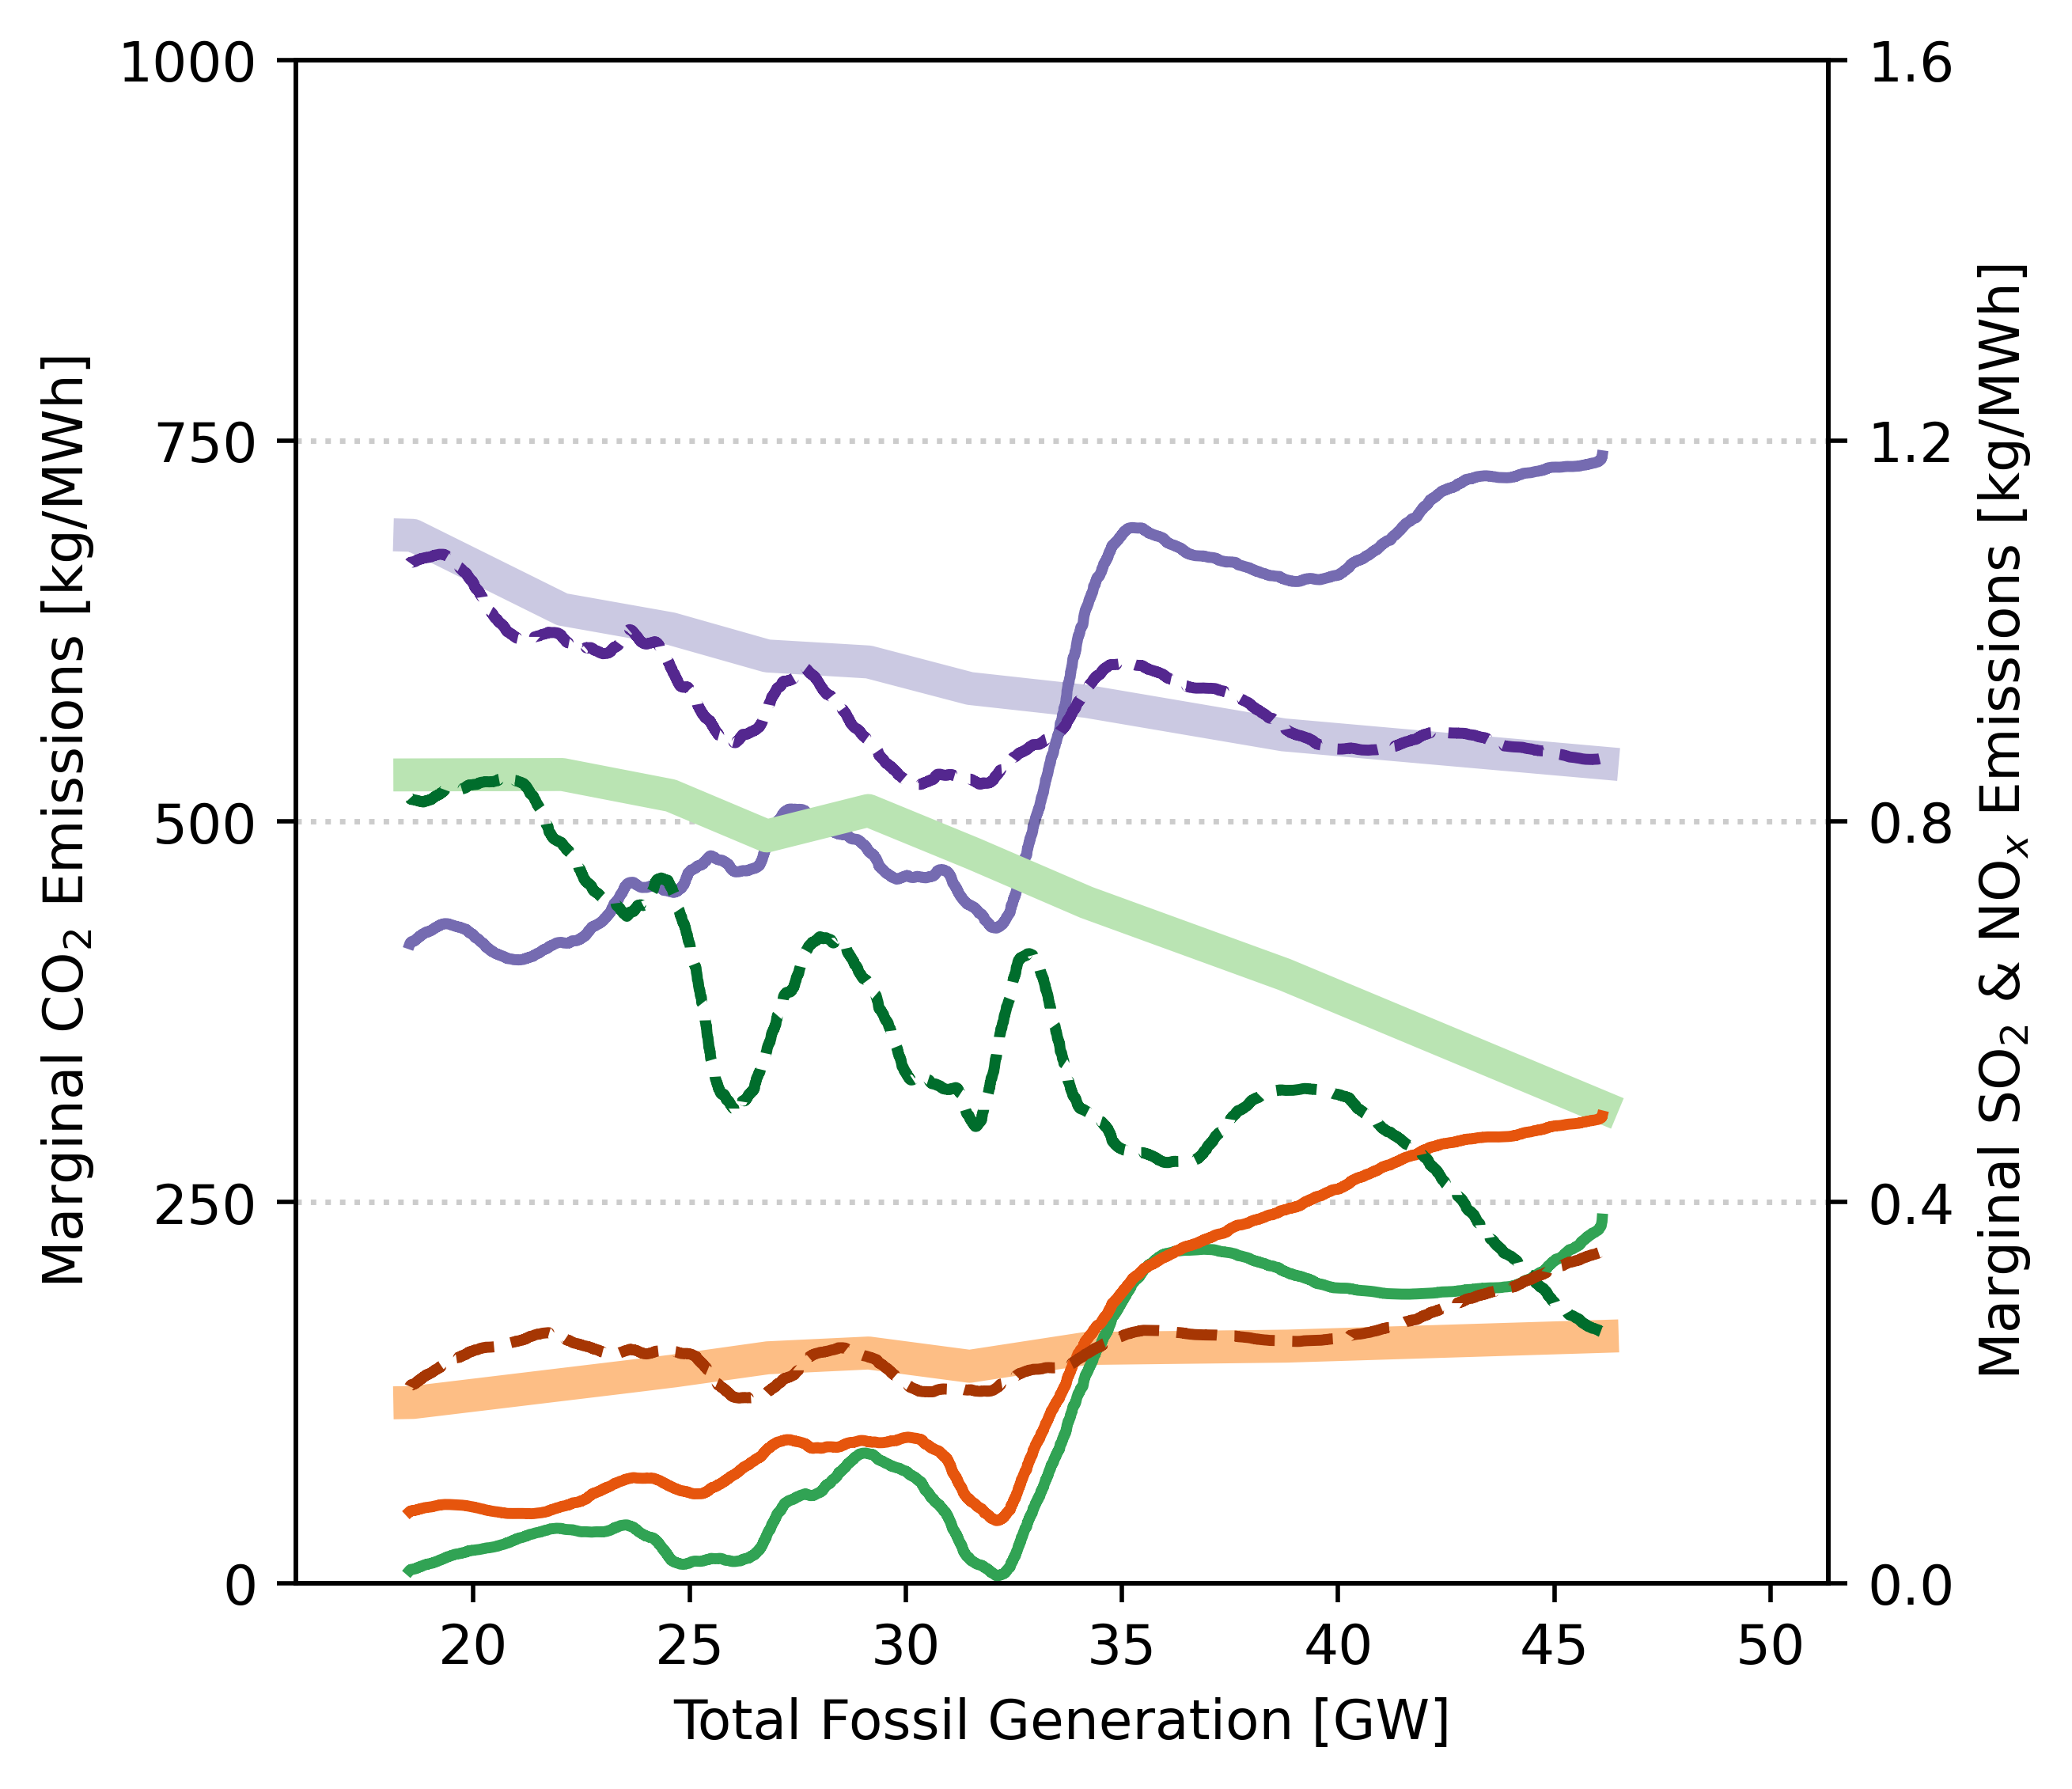 1000
750
500
250
0
Marginal CO₂ Emissions [kg/MWh]
1.6
1.2
0.8
0.4
0.0
Marginal SO₂ & NOₓ Emissions [kg/MWh]
20 25 30 35 40 45 50
Total Fossil Generation [GW]